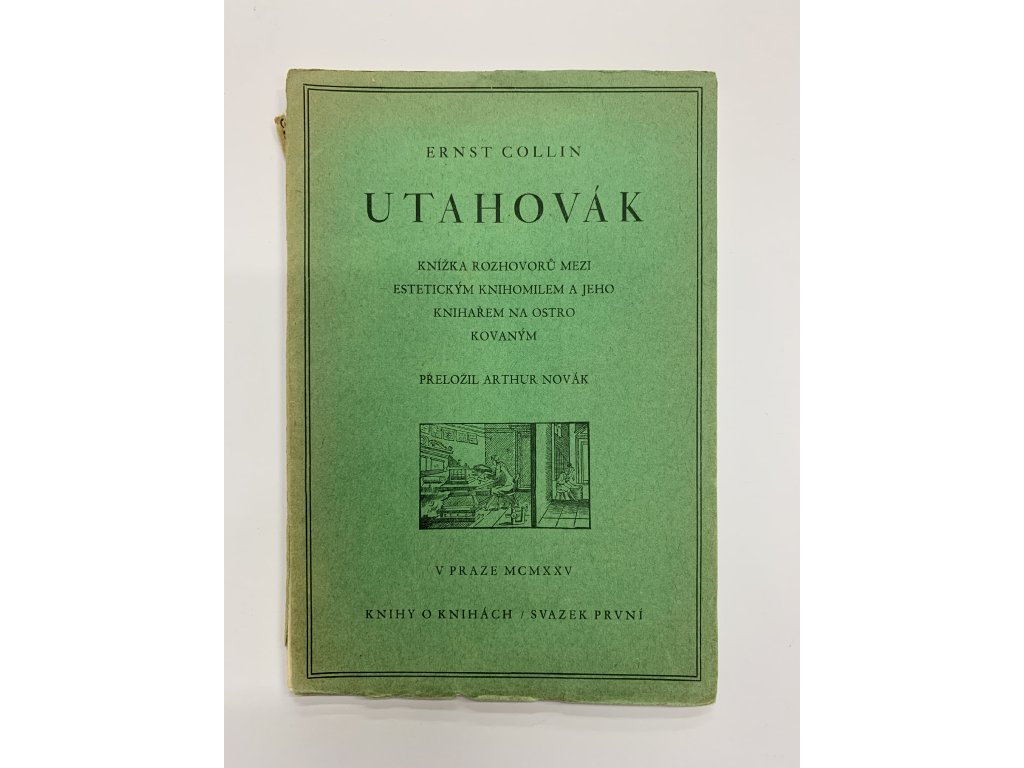 ERNST COLLIN
UTAHOVÁK
KNÍŽKA ROZHOVORŮ MEZI
ESTETICKÝM KNIHOMILEM A JEHO
KNIHAŘEM NA OSTRO
KOVANÝM
PŘELOŽIL ARTHUR NOVÁK
V PRAZE MCMXXV
KNIHY O KNIHÁCH / SVAZEK PRVNÍ